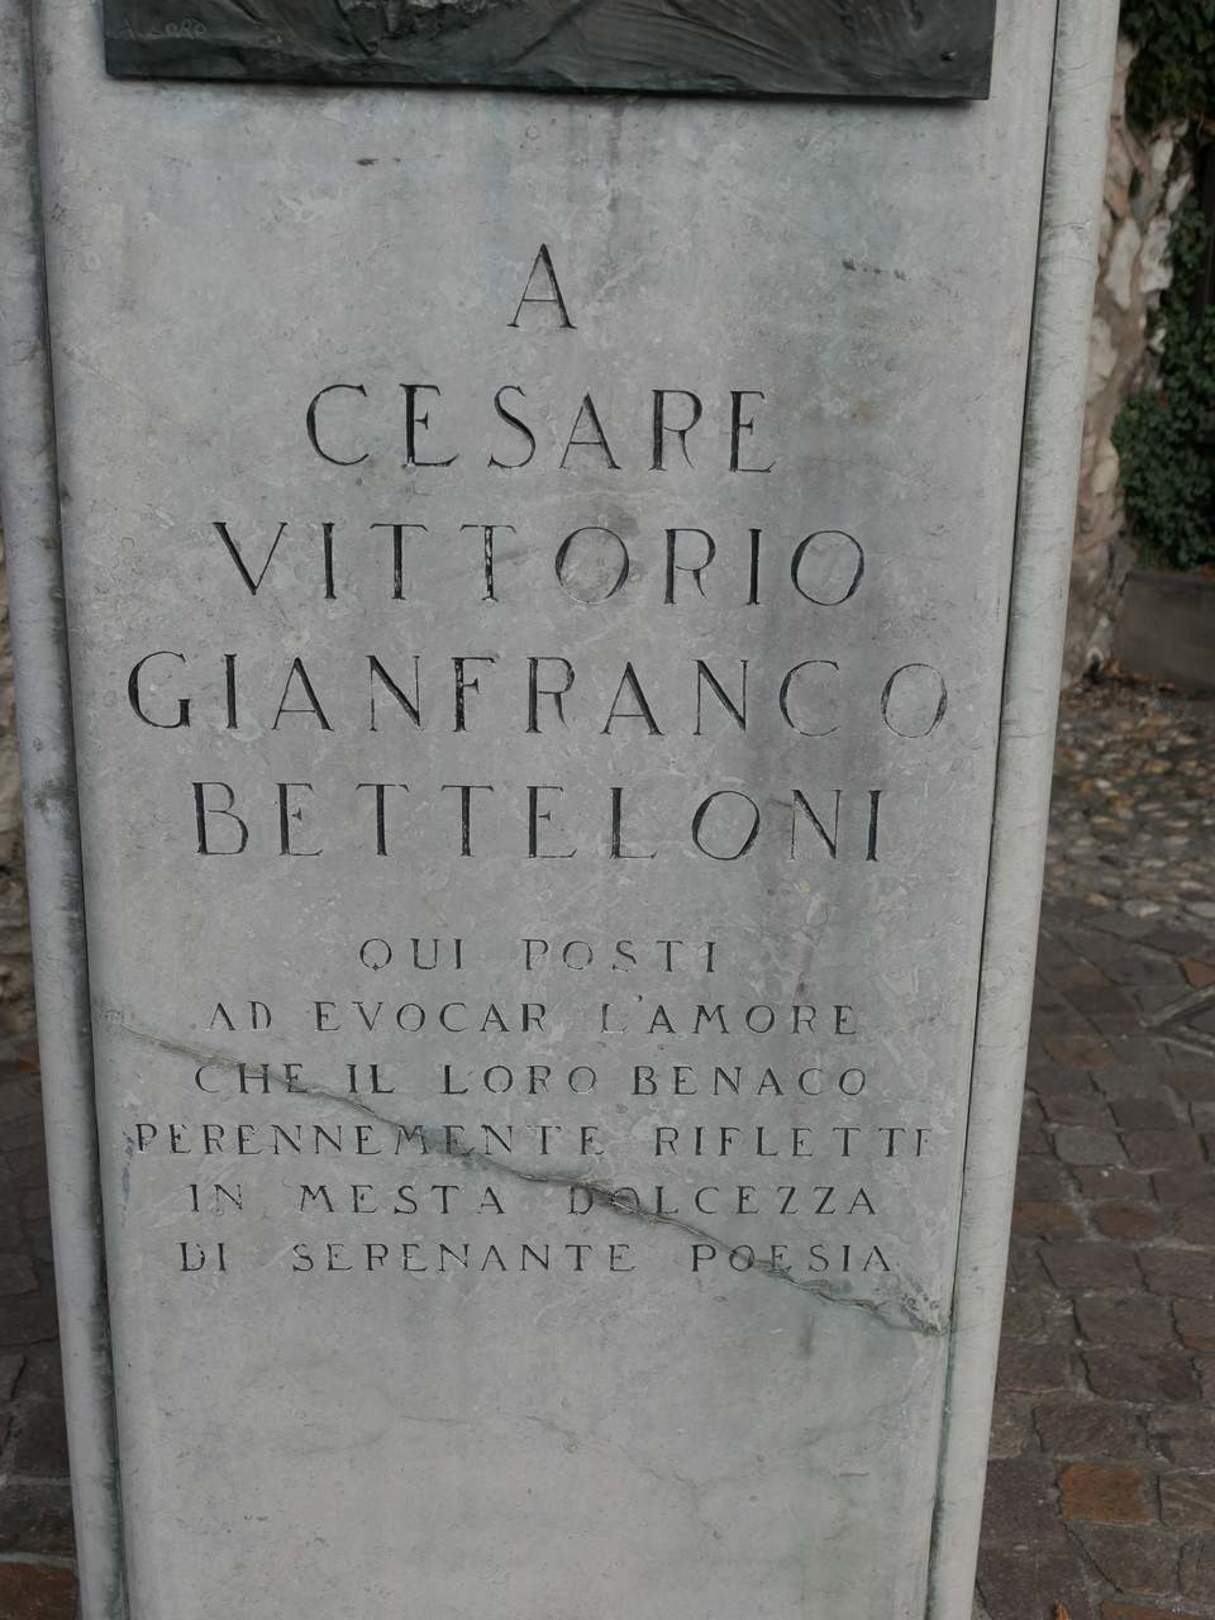 A
CESARE
VITTORIO
GIANFRANCO
BETTELONI
QUI POSTI
AD EVOCAR L'AMORE
CHE IL LORO BENACO
PERENNEMENTE RIFLETTE
IN MESTA DOLCEZZA
DI SERENANTE POESIA